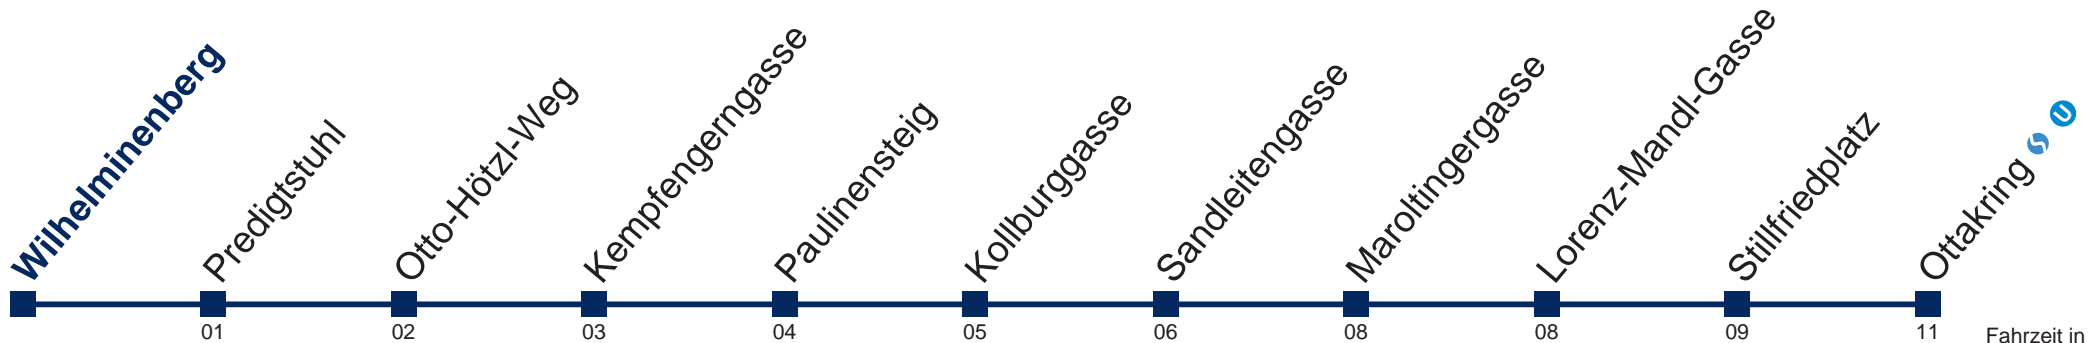 Wilhelminenberg
Predigtstuhl
Otto-Hötzl-Weg
Kempfengerngasse
Paulinensteig
Kollburggasse
Sandleitengasse
Maroltingergasse
Lorenz-Mandl-Gasse
Stillfriedplatz
Ottakring S U
01 02 03 04 05 06 08 08 09 11 Fahrzeit in